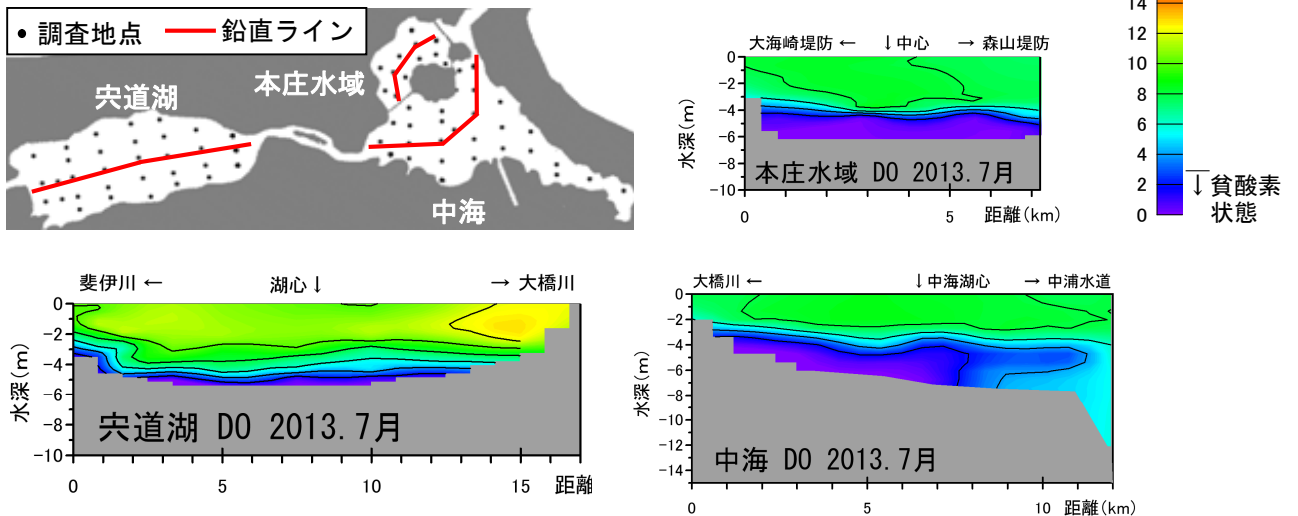 • 調査地点 ━ 鉛直ライン
宍道湖
本庄水域
中海
大海崎堤防 ← ↓中心 → 森山堤防
水深(m)
0
-2
-4
-6
-8
-10
本庄水域 DO 2013.7月
0 5 距離(km)
14
12
10
8
6
4
2
0
↓貧酸素
状態
斐伊川 ← 湖心↓ → 大橋川
水深(m)
0
-2
-4
-6
-8
-10
宍道湖 DO 2013.7月
0 5 10 15 距離
大橋川 ← ↓中海湖心 → 中浦水道
水深(m)
0
-2
-4
-6
-8
-10
-12
-14
中海 DO 2013.7月
0 5 10 距離(km)